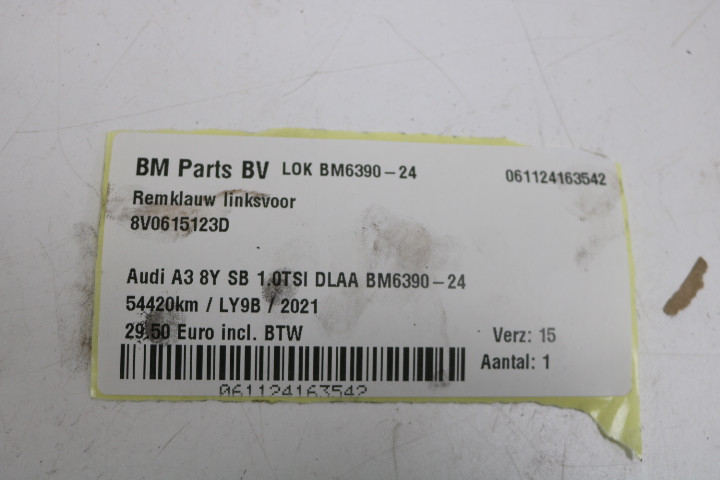 BM Parts BV LOK BM6390-24 061124163542
Remklauw linksvoor
8V0615123D
Audi A3 8Y SB 1.0TSI DLAA BM6390-24
54420km / LY9B / 2021
29.50 Euro incl. BTW Verz: 15
Aantal: 1
061124163542